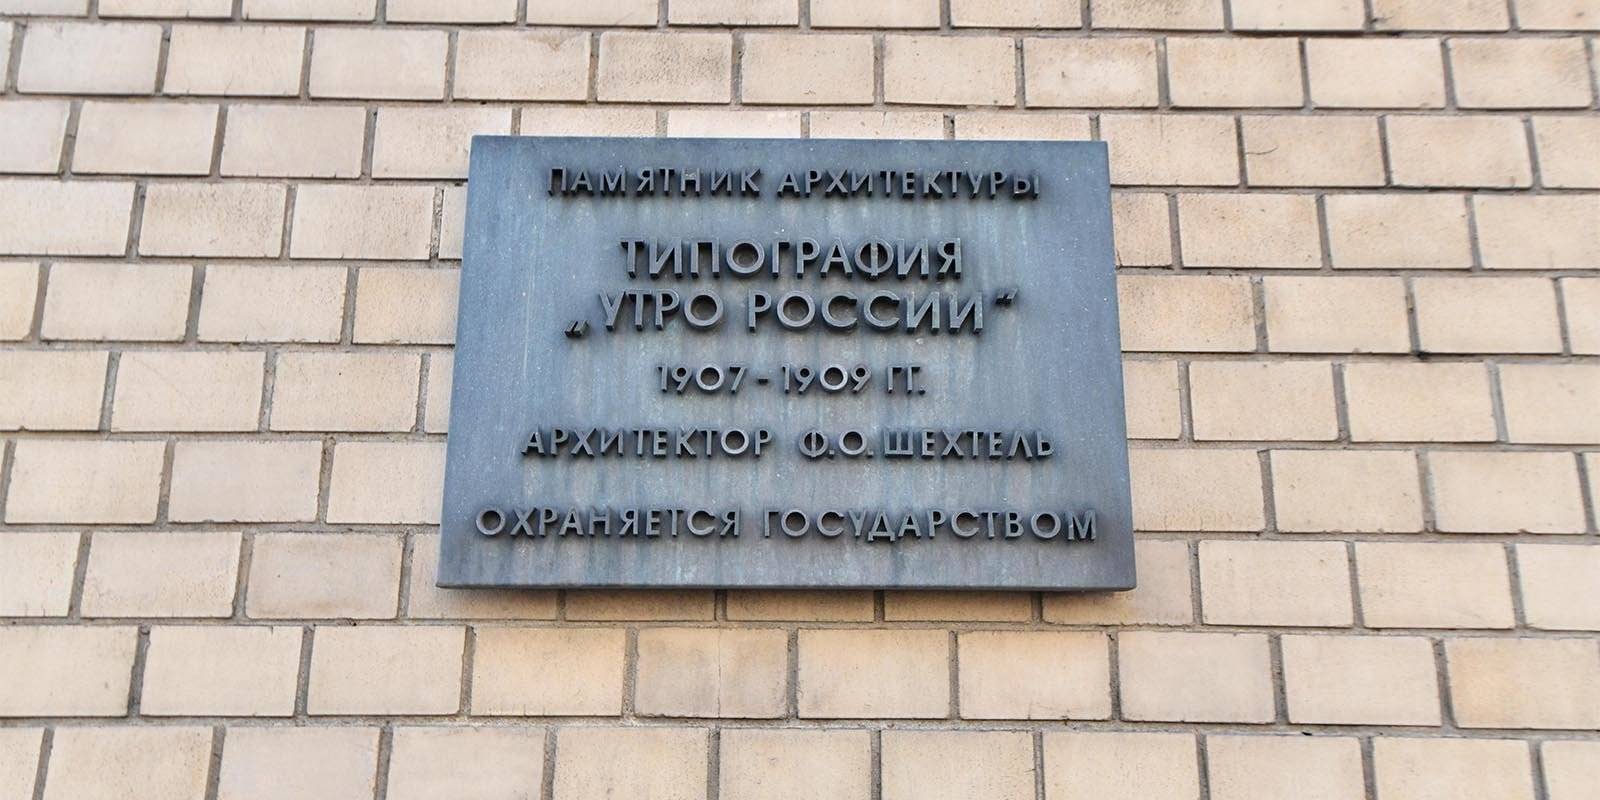 ПАМЯТНИК АРХИТЕКТУРЫ
ТИПОГРАФИЯ
„УТРО РОССИИ“
1907-1909 ГГ.
АРХИТЕКТОР Ф.О.ШЕХТЕЛЬ
ОХРАНЯЕТСЯ ГОСУДАРСТВОМ